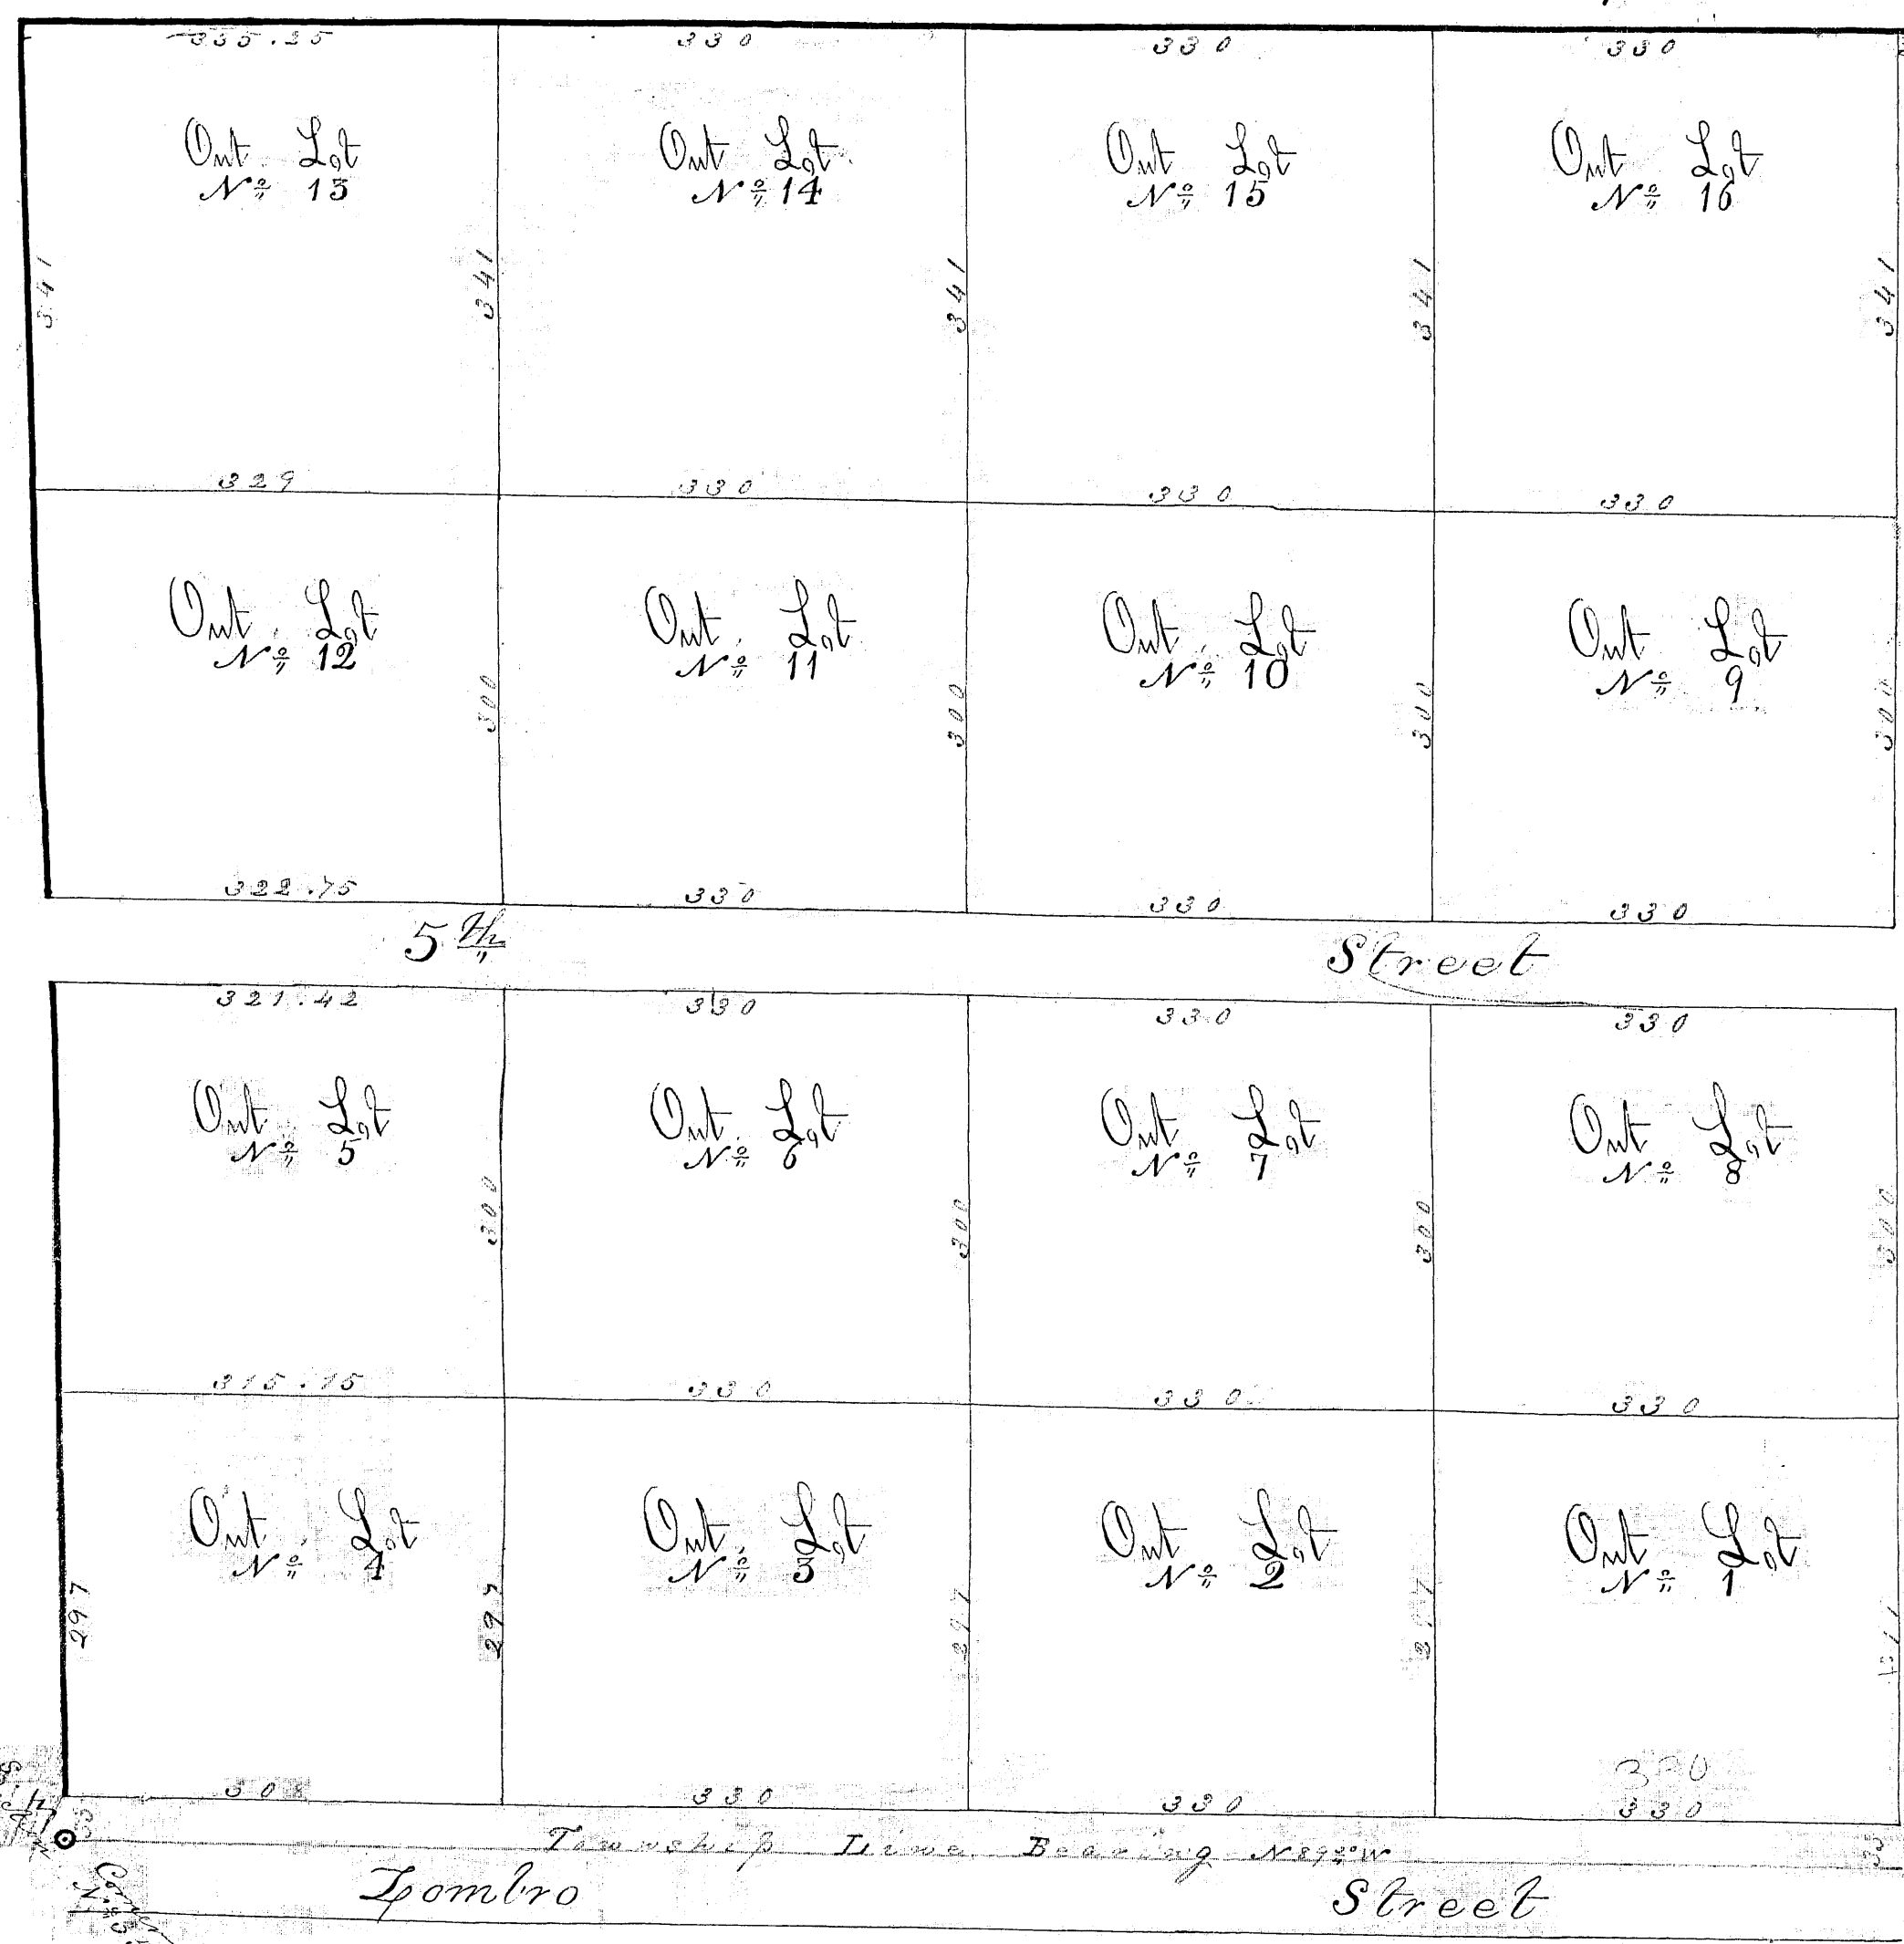 335.25 330 330 330
Out Lot Out Lot Out Lot Out Lot
Nº 13 Nº 14 Nº 15 Nº 16
341 341 341 341 341
329 330 330 330
Out Lot Out Lot Out Lot Out Lot
Nº 12 Nº 11 Nº 10 Nº 9
300 300 300 300
322.75 330 330 330
5th Street
321.42 330 330 330
Out Lot Out Lot Out Lot Out Lot
Nº 5 Nº 6 Nº 7 Nº 8
300 300 300 300
315.15 330 330 330
Out Lot Out Lot Out Lot Out Lot
Nº 4 Nº 3 Nº 2 Nº 1
297 297 297 297
330
308 330 330 330
33 Township Line Bearing N 89 W 33
Zombro Street